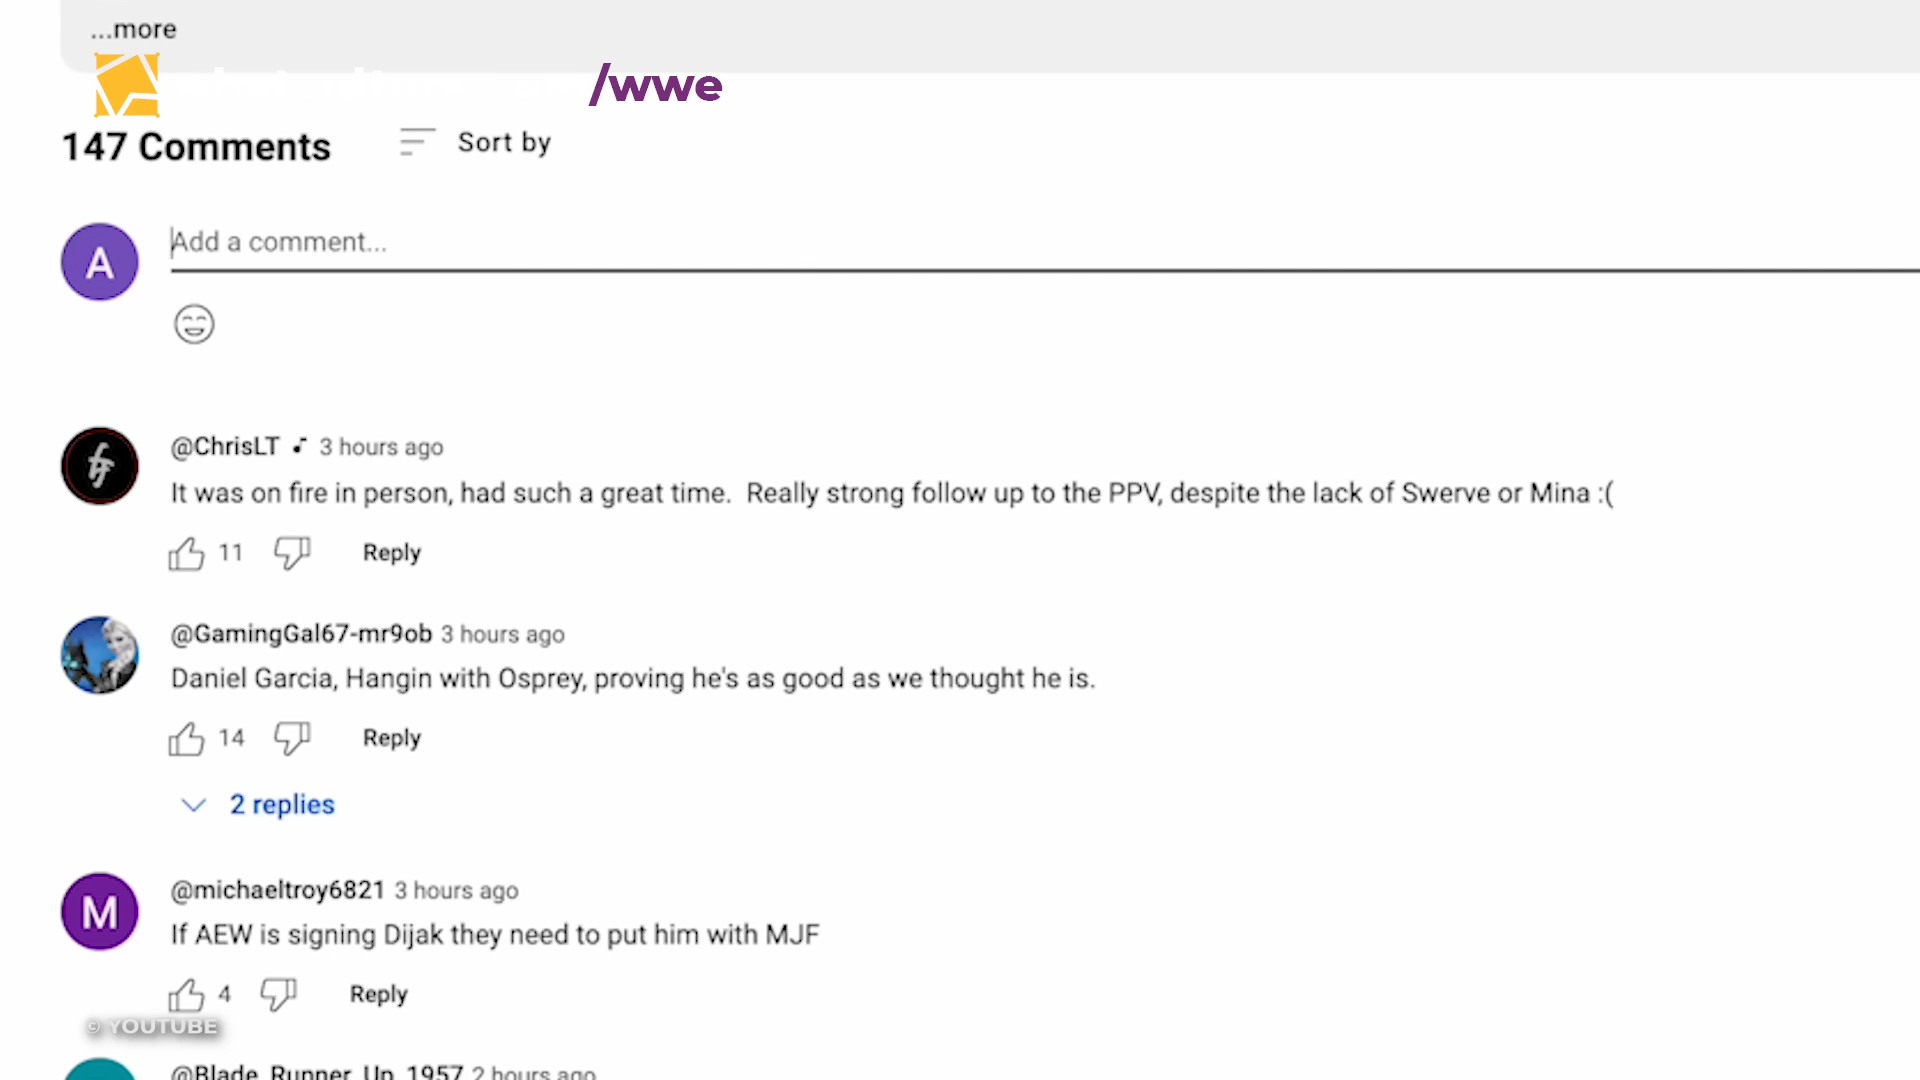 ...more
/wwe
147 Comments
Sort by
A
Add a comment...
@ChrisLT 3 hours ago
It was on fire in person, had such a great time. Really strong follow up to the PPV, despite the lack of Swerve or Mina :(
11
Reply
@GamingGal67-mr9ob 3 hours ago
Daniel Garcia, Hangin with Osprey, proving he's as good as we thought he is.
14
Reply
2 replies
M
@michaeltroy6821 3 hours ago
If AEW is signing Dijak they need to put him with MJF
4
Reply
© YOUTUBE
@Blade_Runner_Up_1957 2 hours ago